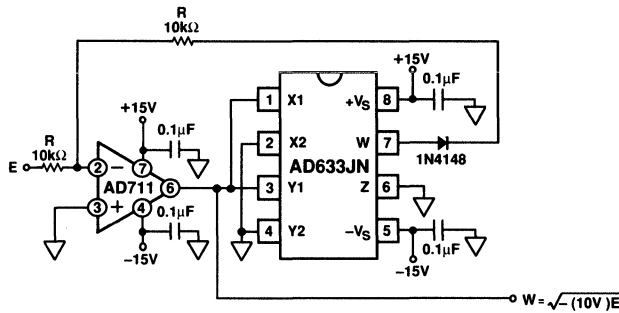 R
10kΩ
+15V
0.1μF
+15V
0.1μF
R
10kΩ
E
2
−
7
AD711
6
3
+
4
0.1μF
−15V
1
X1
+VS
8
2
X2
W
7
1N4148
AD633JN
3
Y1
Z
6
4
Y2
−VS
5
0.1μF
−15V
W = √− (10V )E